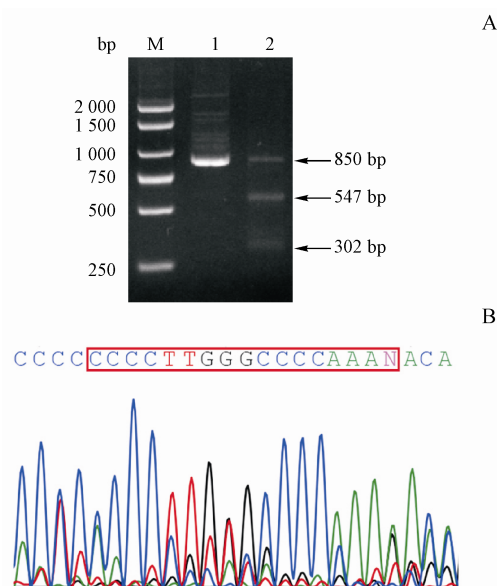 A
bp M 1 2
2 000
1 500
1 000
850 bp
750
547 bp
500
302 bp
250
B
CCCCCCCCTTGGGCCCCAAANACA